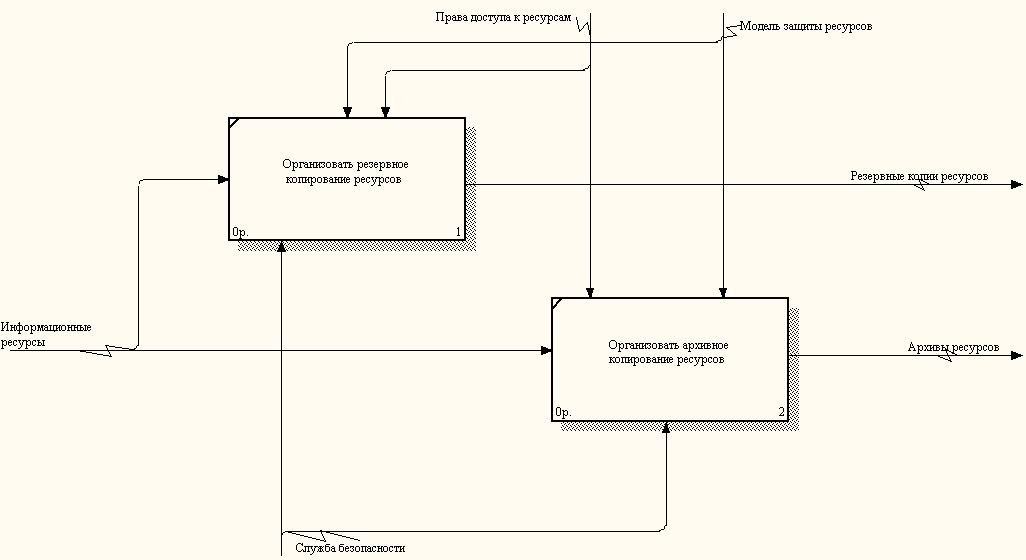 Права доступа к ресурсам
Модель защиты ресурсов
Организовать резервное
копирование ресурсов
0р.
1
Резервные копии ресурсов
Информационные
ресурсы
Организовать архивное
копирование ресурсов
0р.
2
Архивы ресурсов
Служба безопасности